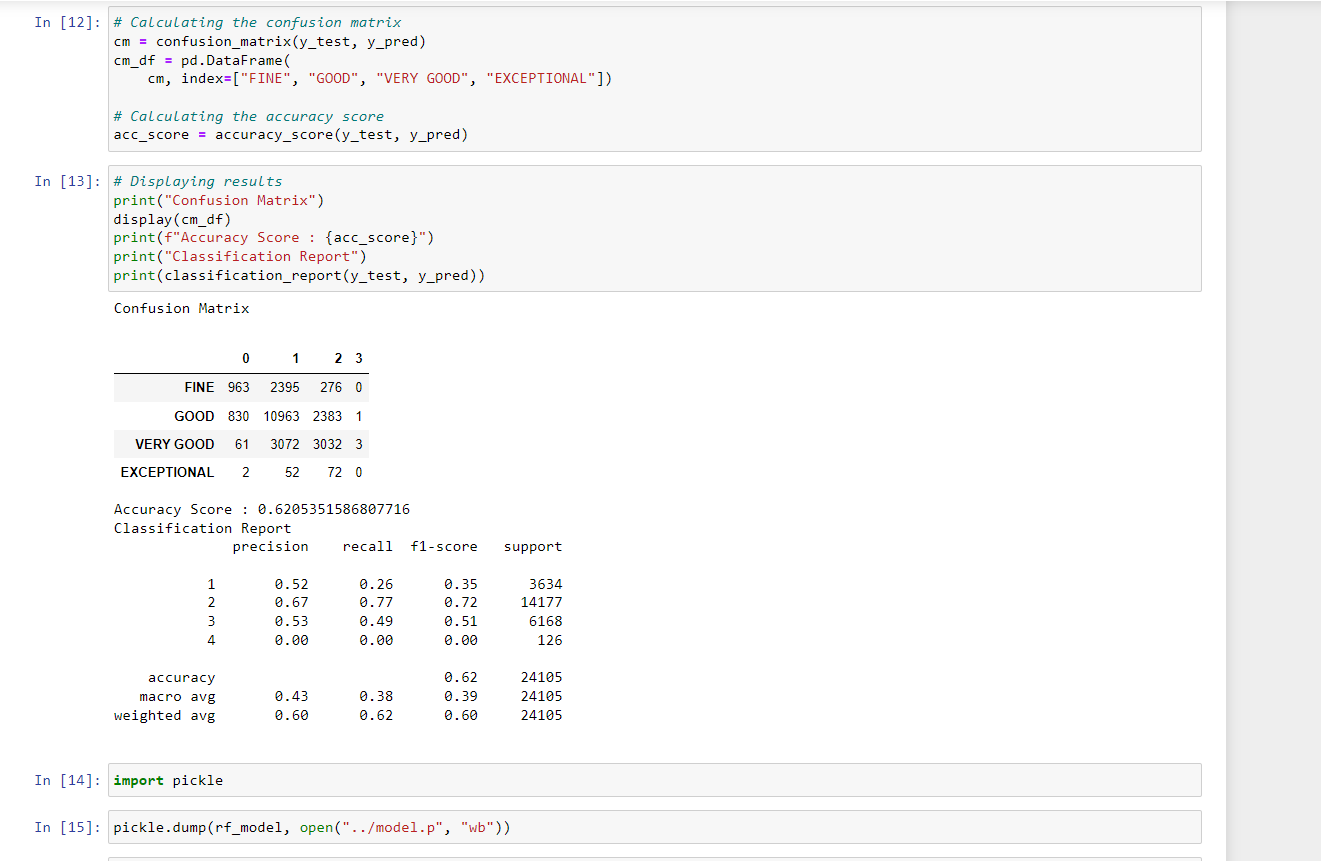 In [12]: # Calculating the confusion matrix
cm = confusion_matrix(y_test, y_pred)
cm_df = pd.DataFrame(
    cm, index=["FINE", "GOOD", "VERY GOOD", "EXCEPTIONAL"])

# Calculating the accuracy score
acc_score = accuracy_score(y_test, y_pred)

In [13]: # Displaying results
print("Confusion Matrix")
display(cm_df)
print(f"Accuracy Score : {acc_score}")
print("Classification Report")
print(classification_report(y_test, y_pred))
Confusion Matrix
0 1 2 3
FINE 963 2395 276 0
GOOD 830 10963 2383 1
VERY GOOD 61 3072 3032 3
EXCEPTIONAL 2 52 72 0
Accuracy Score : 0.6205351586807716
Classification Report
precision recall f1-score support
1 0.52 0.26 0.35 3634
2 0.67 0.77 0.72 14177
3 0.53 0.49 0.51 6168
4 0.00 0.00 0.00 126
accuracy 0.62 24105
macro avg 0.43 0.38 0.39 24105
weighted avg 0.60 0.62 0.60 24105
In [14]: import pickle
In [15]: pickle.dump(rf_model, open("../model.p", "wb"))